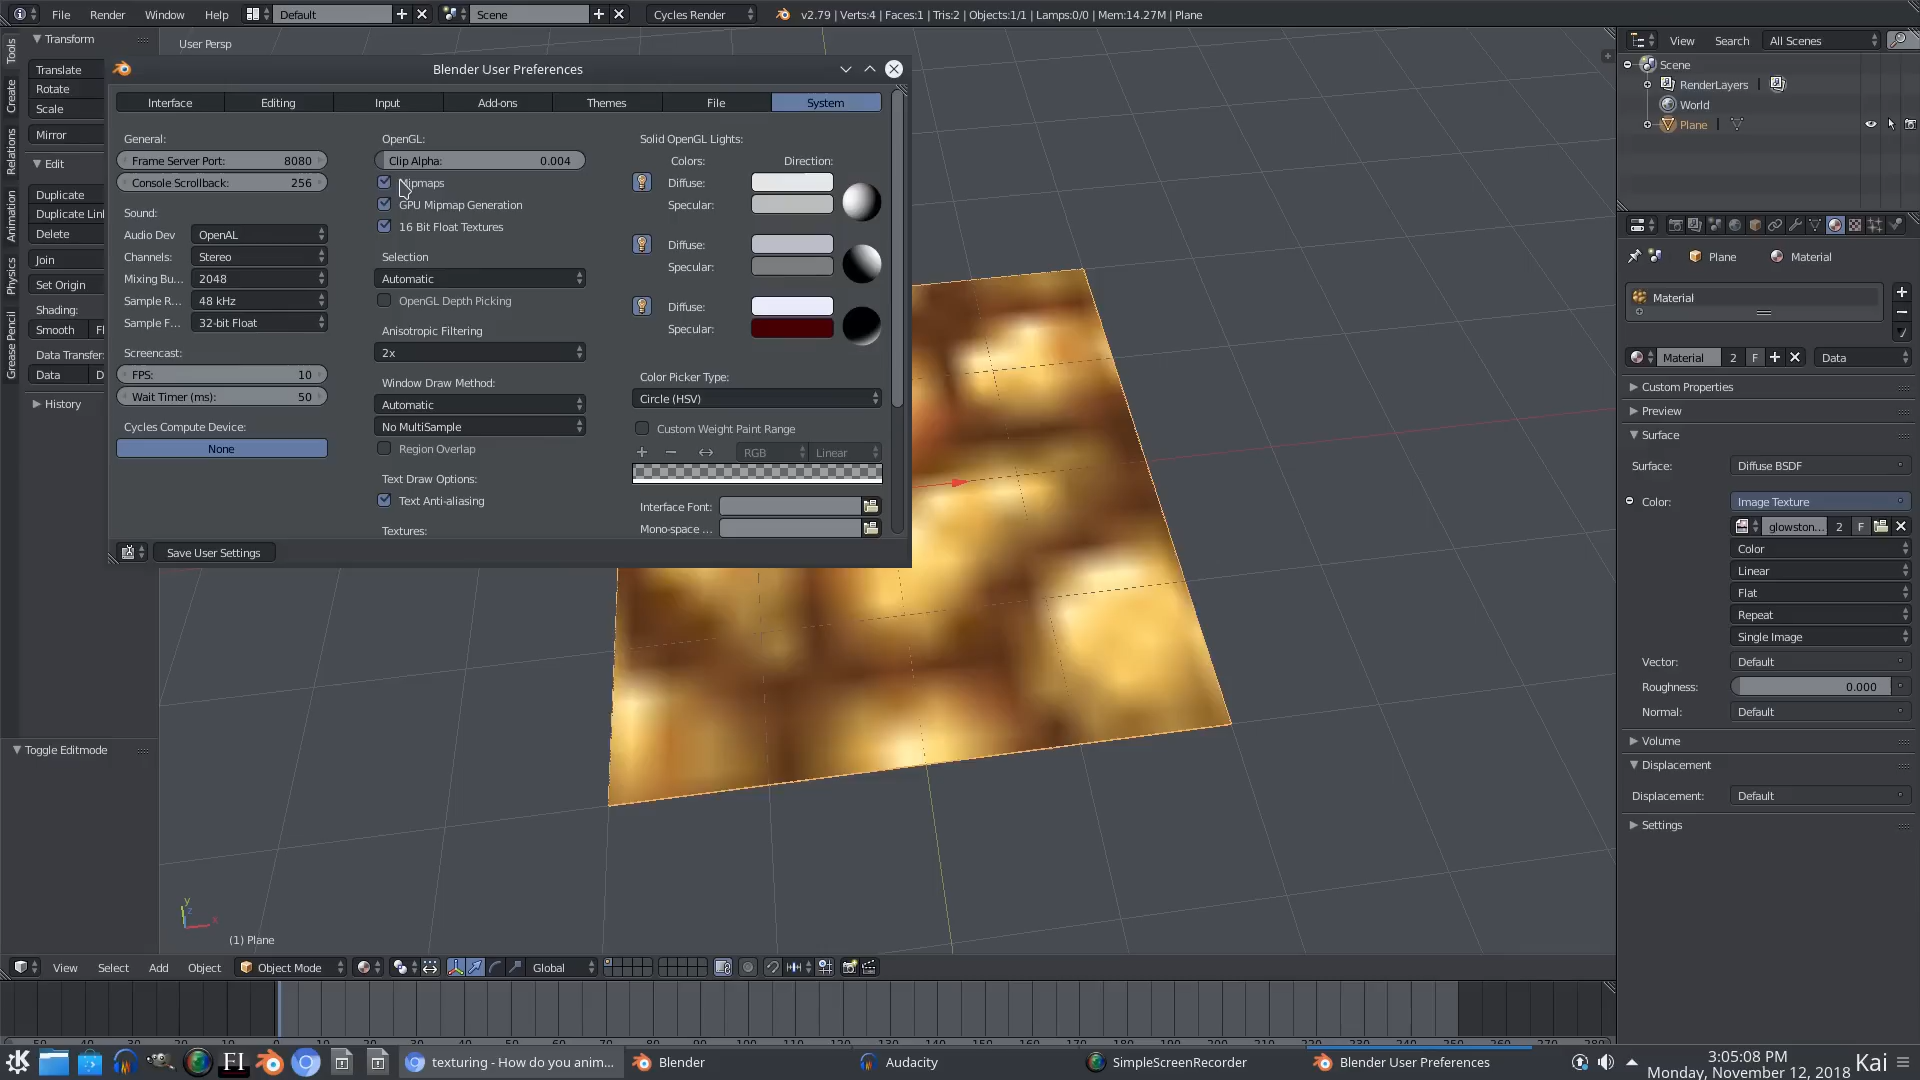 File Render Window Help Default Scene Cycles Render v2.79 | Verts:4 | Faces:1 | Tris:2 | Objects:1/1 | Lamps:0/0 | Mem:14.27M | Plane
Tools
Create
Relations
Animation
Physics
Grease Pencil
Transform
Translate
Rotate
Scale
Mirror
Edit
Duplicate
Duplicate Link
Delete
Join
Set Origin
Shading:
Smooth
Data Transfer:
Data
History
Toggle Editmode
User Persp
Blender User Preferences
Interface Editing Input Add-ons Themes File System
General:
Frame Server Port: 8080
Console Scrollback: 256
Sound:
Audio Dev OpenAL
Channels: Stereo
Mixing Bu... 2048
Sample R... 48 kHz
Sample F... 32-bit Float
Screencast:
FPS: 10
Wait Timer (ms): 50
Cycles Compute Device:
None
OpenGL:
Clip Alpha: 0.004
Mipmaps
GPU Mipmap Generation
16 Bit Float Textures
Selection
Automatic
OpenGL Depth Picking
Anisotropic Filtering
2x
Window Draw Method:
Automatic
No MultiSample
Region Overlap
Text Draw Options:
Text Anti-aliasing
Textures:
Solid OpenGL Lights:
Colors: Direction:
Diffuse:
Specular:
Diffuse:
Specular:
Diffuse:
Specular:
Color Picker Type:
Circle (HSV)
Custom Weight Paint Range
RGB Linear
Interface Font:
Mono-space ...
Save User Settings
View Search All Scenes
Scene
RenderLayers
World
Plane
Plane Material
Material
Material 2 F Data
Custom Properties
Preview
Surface
Surface: Diffuse BSDF
Color: Image Texture
glowston... 2 F
Color
Linear
Flat
Repeat
Single Image
Vector: Default
Roughness: 0.000
Normal: Default
Volume
Displacement
Displacement: Default
Settings
y
z
x
(1) Plane
View Select Add Object Object Mode Global
texturing - How do you anim... Blender Audacity SimpleScreenRecorder Blender User Preferences
3:05:08 PM
Monday, November 12, 2018
Kai